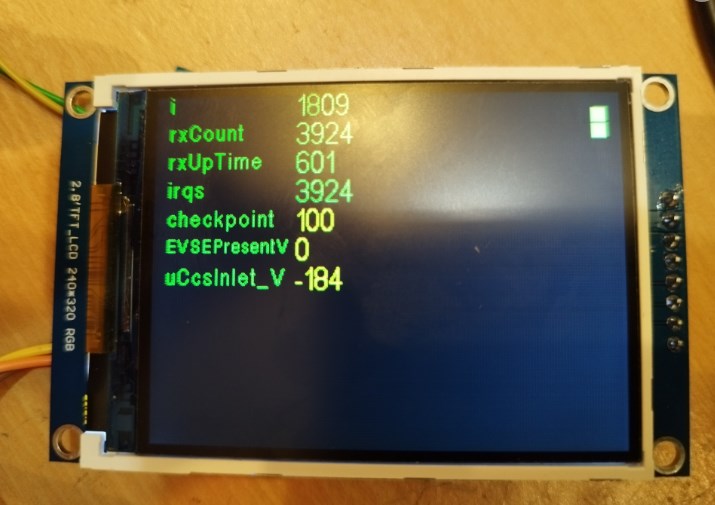 i 1809
rxCount 3924
rxUpTime 601
irqs 3924
checkpoint 100
EVSEPresentV 0
uCcsInlet_V -184
2.8'TFT_LCD 240*320 RGB